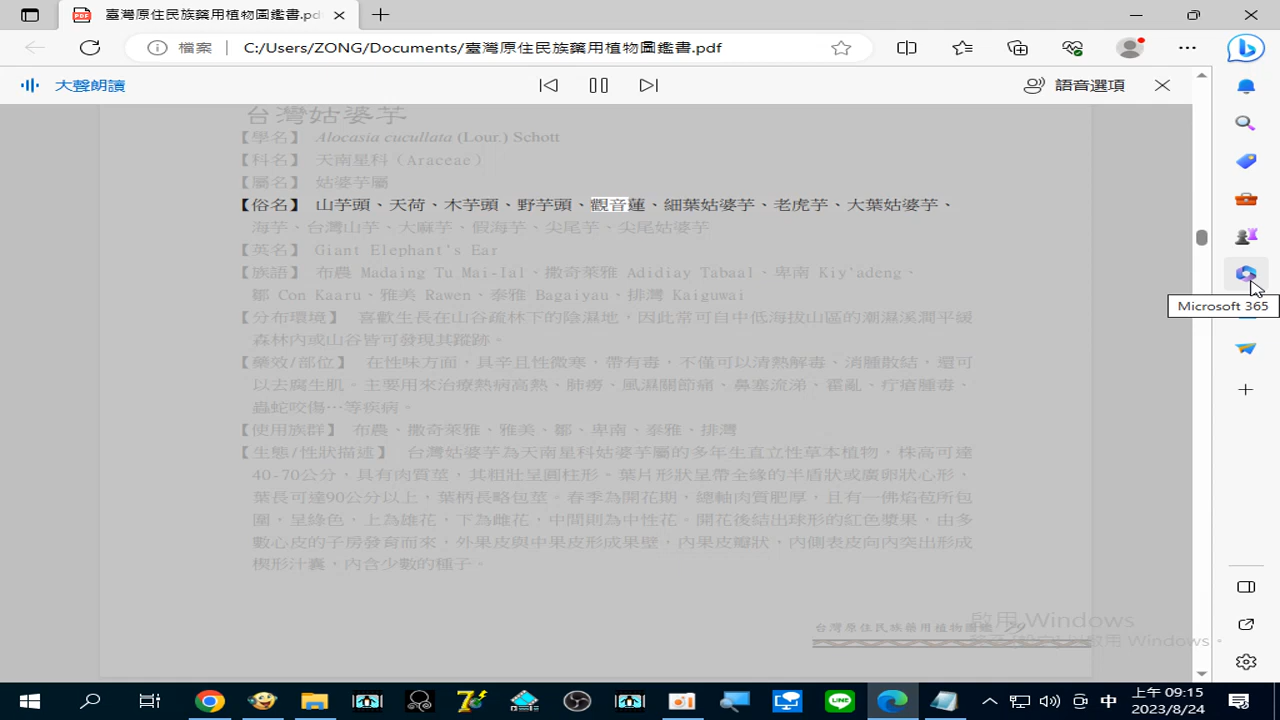 臺灣原住民族藥用植物圖鑑書.pdf
檔案 C:/Users/ZONG/Documents/臺灣原住民族藥用植物圖鑑書.pdf
大聲朗讀
語音選項
台灣姑婆芋
【學名】 Alocasia cucullata (Lour.) Schott
【科名】 天南星科（Araceae）
【屬名】 姑婆芋屬
【俗名】 山芋頭、天荷、木芋頭、野芋頭、觀音蓮、細葉姑婆芋、老虎芋、大葉姑婆芋、
海芋、台灣山芋、大麻芋、假海芋、尖尾芋、尖尾姑婆芋
【英名】 Giant Elephant's Ear
【族語】 布農 Madaing Tu Mai-Ial、撒奇萊雅 Adidiay Tabaal、卑南 Kiy'adeng、
鄒 Con Kaaru、雅美 Rawen、泰雅 Bagaiyau、排灣 Kaiguwai
【分布環境】 喜歡生長在山谷疏林下的陰濕地，因此常可自中低海拔山區的潮濕溪澗平緩
森林內或山谷皆可發現其蹤跡。
【藥效/部位】 在性味方面，其辛且性微寒，帶有毒，不僅可以清熱解毒、消腫散結，還可
以去腐生肌。主要用來治療熱病高熱、肺癆、風濕關節痛、鼻塞流涕、霍亂、疔瘡腫毒、
蟲蛇咬傷…等疾病。
【使用族群】 布農、撒奇萊雅、雅美、鄒、卑南、泰雅、排灣
【生態/性狀描述】 台灣姑婆芋為天南星科姑婆芋屬的多年生直立性草本植物，株高可達
40-70公分，具有肉質莖，其粗壯呈圓柱形。葉片形狀呈帶全緣的半盾狀或廣卵狀心形，
葉長可達90公分以上，葉柄長略包莖。春季為開花期，總軸肉質肥厚，且有一佛焰苞所包
圍，呈綠色，上為雄花，下為雌花，中間則為中性花。開花後結出球形的紅色漿果，由多
數心皮的子房發育而來，外果皮與中果皮形成果壁，內果皮瓣狀，內側表皮向內突出形成
楔形汁囊，內含少數的種子。
台灣原住民族藥用植物圖鑑 79
啟用 Windows
Microsoft 365
中
上午 09:15
2023/8/24